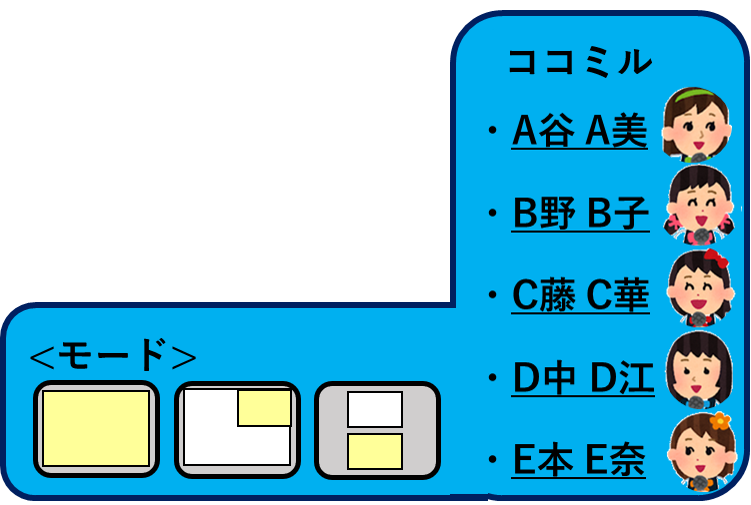 ココミル
・A谷 A美
・B野 B子
・C藤 C華
・D中 D江
・E本 E奈
<モード>